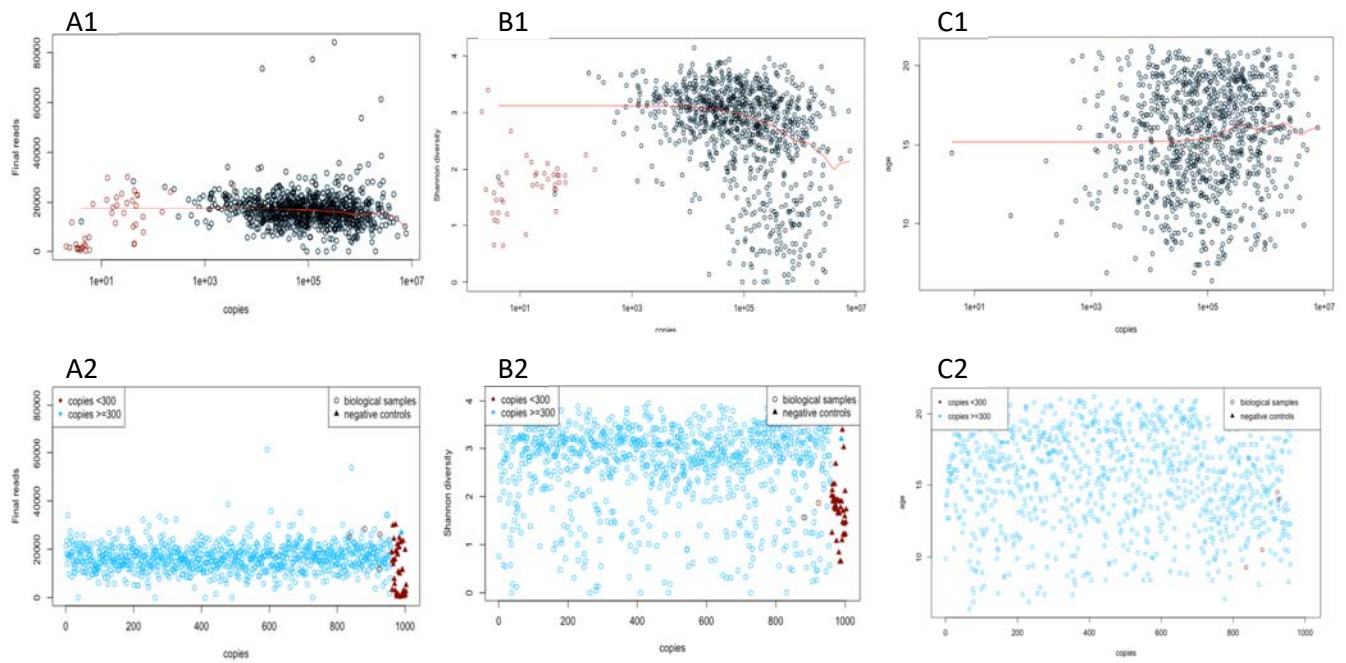 A1
B1
C1
Final reads
0
20000
40000
60000
80000
1e+01
1e+03
1e+05
1e+07
copies
Shannon diversity
0
1
2
3
4
1e+01
1e+03
1e+05
1e+07
copies
age
10
15
20
1e+01
1e+03
1e+05
1e+07
copies
A2
B2
C2
Final reads
0
20000
40000
60000
80000
copies <300
copies >=300
biological samples
negative controls
0
200
400
600
800
1000
copies
Shannon diversity
0
1
2
3
4
copies <300
copies >=300
biological samples
negative controls
0
200
400
600
800
1000
copies
age
10
15
20
copies <300
copies >=300
biological samples
negative controls
0
200
400
600
800
1000
copies